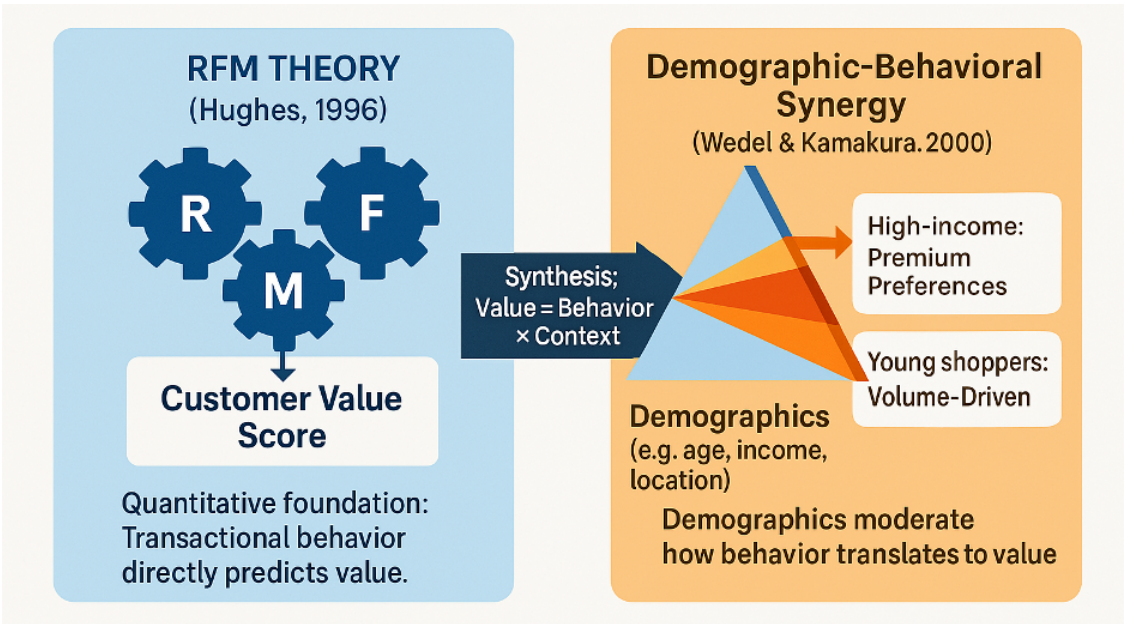 RFM THEORY
(Hughes, 1996)
R
F
M
Customer Value
Score
Quantitative foundation:
Transactional behavior
directly predicts value.
Synthesis;
Value = Behavior
× Context
Demographic-Behavioral
Synergy
(Wedel & Kamakura. 2000)
High-income:
Premium
Preferences
Young shoppers:
Volume-Driven
Demographics
(e.g. age, income,
location)
Demographics moderate
how behavior translates to value